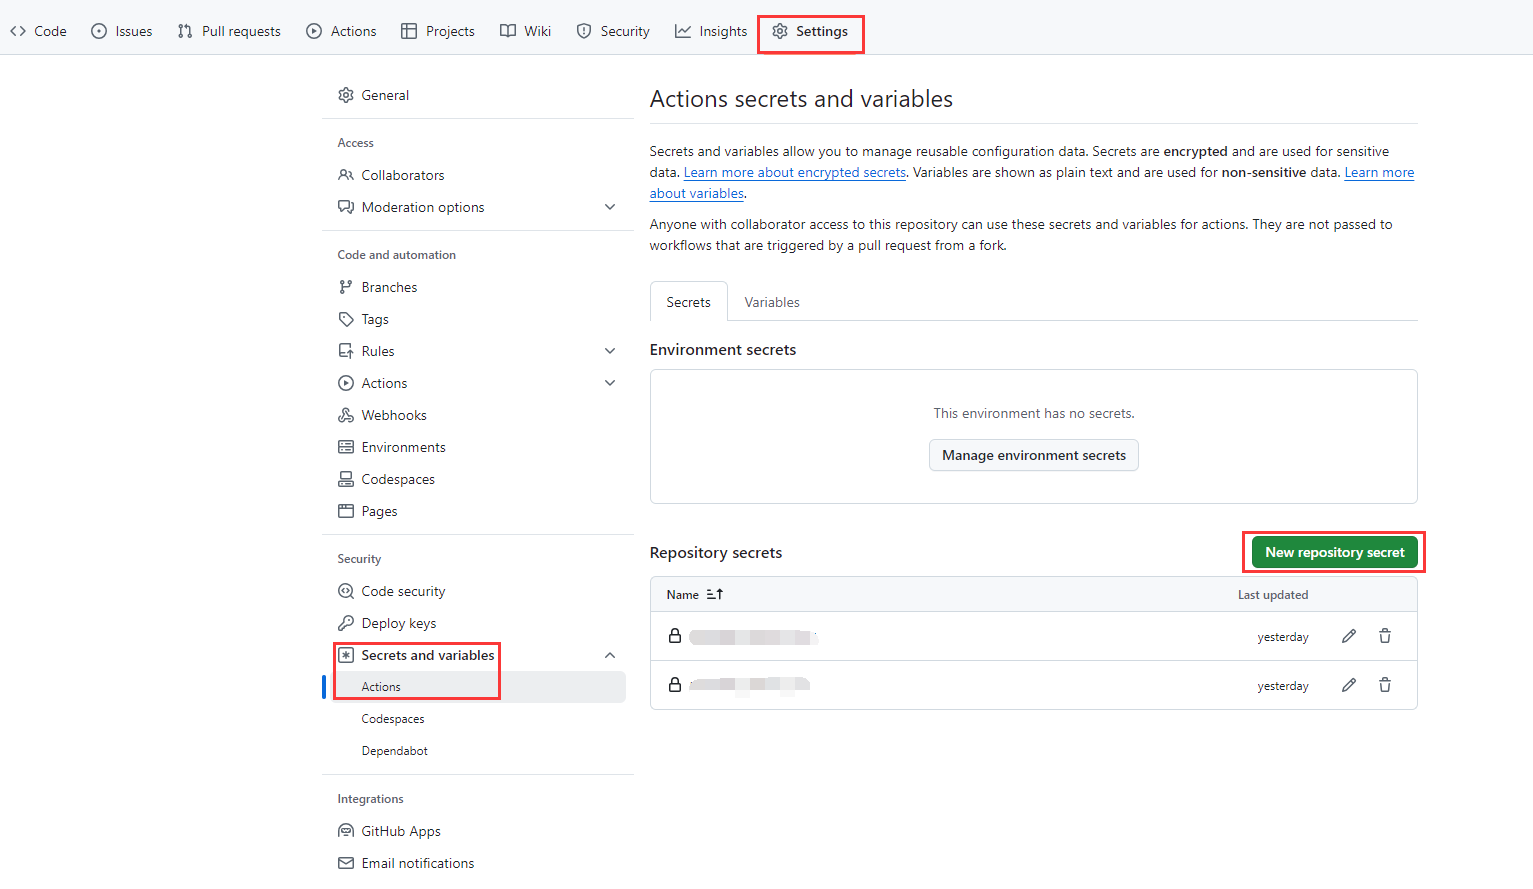 Code Issues Pull requests Actions Projects Wiki Security Insights Settings
General
Access
Collaborators
Moderation options
Code and automation
Branches
Tags
Rules
Actions
Webhooks
Environments
Codespaces
Pages
Security
Code security
Deploy keys
Secrets and variables
Actions
Codespaces
Dependabot
Integrations
GitHub Apps
Email notifications
Actions secrets and variables
Secrets and variables allow you to manage reusable configuration data. Secrets are encrypted and are used for sensitive
data. Learn more about encrypted secrets. Variables are shown as plain text and are used for non-sensitive data. Learn more
about variables.
Anyone with collaborator access to this repository can use these secrets and variables for actions. They are not passed to
workflows that are triggered by a pull request from a fork.
Secrets Variables
Environment secrets
This environment has no secrets.
Manage environment secrets
Repository secrets New repository secret
Name Last updated
yesterday
yesterday